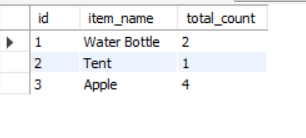 id item_name total_count
1 Water Bottle 2
2 Tent 1
3 Apple 4